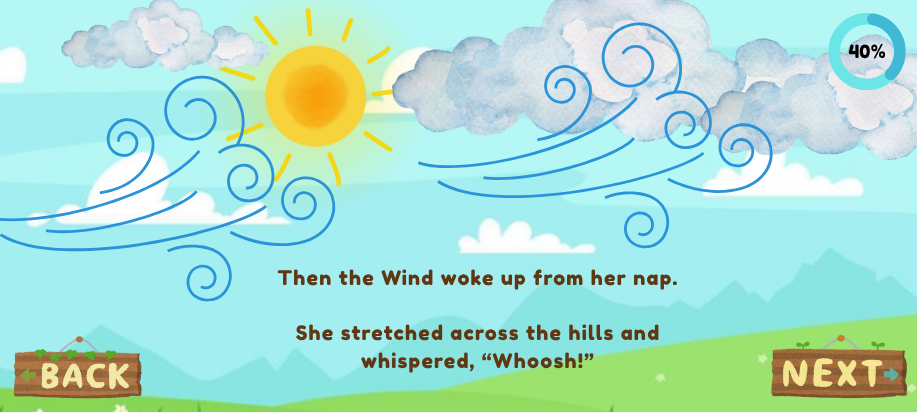 40%
Then the Wind woke up from her nap.
She stretched across the hills and
whispered, “Whoosh!”
BACK
NEXT